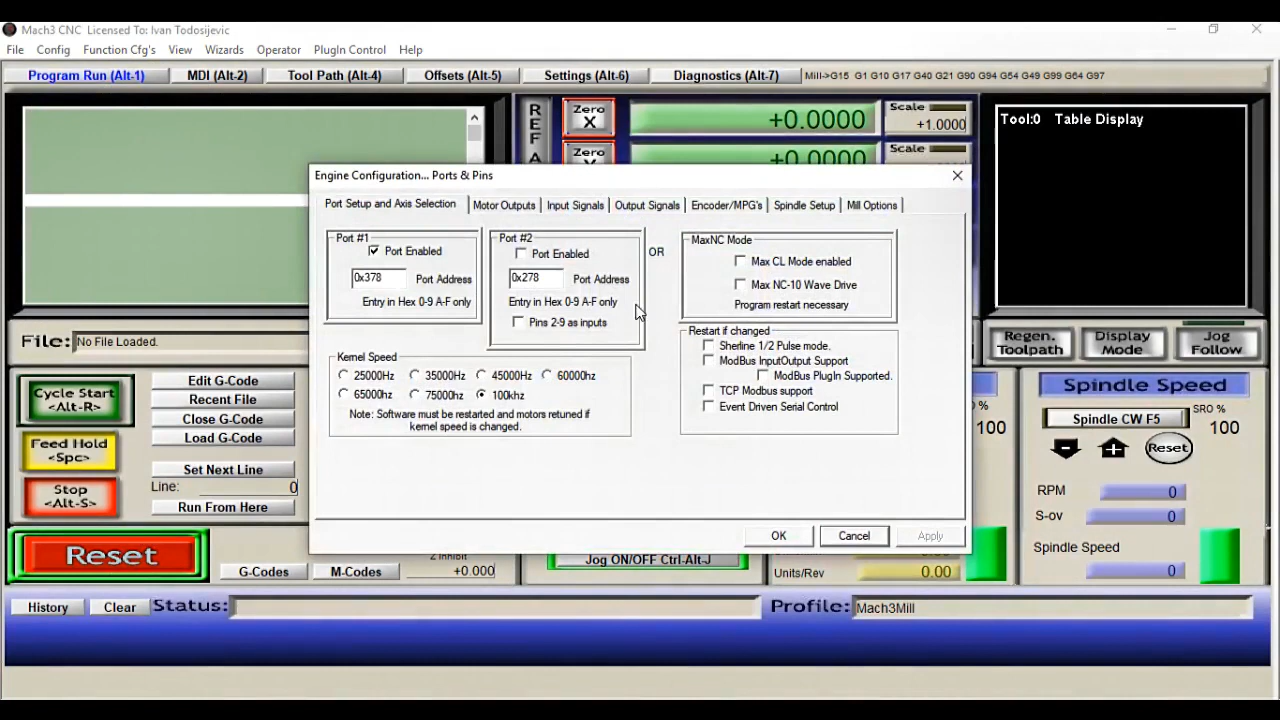 Mach3 CNC Licensed To: Ivan Todosijevic
File Config Function Cfg's View Wizards Operator PlugIn Control Help
Program Run (Alt-1) MDI (Alt-2) Tool Path (Alt-4) Offsets (Alt-5) Settings (Alt-6) Diagnostics (Alt-7) Mill->G15 G1 G10 G17 G40 G21 G90 G94 G54 G49 G99 G64 G97
REFA
Zero X
+0.0000
Scale
+1.0000
Zero
+0.0000
Scale
Tool:0 Table Display
Engine Configuration... Ports & Pins
Port Setup and Axis Selection Motor Outputs Input Signals Output Signals Encoder/MPG's Spindle Setup Mill Options
Port #1
Port Enabled
0x378 Port Address
Entry in Hex 0-9 A-F only
Port #2
Port Enabled
0x278 Port Address
Entry in Hex 0-9 A-F only
Pins 2-9 as inputs
OR
MaxNC Mode
Max CL Mode enabled
Max NC-10 Wave Drive
Program restart necessary
Restart if changed
Sherline 1/2 Pulse mode.
ModBus InputOutput Support
ModBus PlugIn Supported.
TCP Modbus support
Event Driven Serial Control
Kernel Speed
25000Hz 35000Hz 45000Hz 60000hz
65000hz 75000hz 100khz
Note: Software must be restarted and motors retuned if
kernel speed is changed.
OK Cancel Apply
File: No File Loaded.
Regen. Toolpath
Display Mode
Jog Follow
Cycle Start
<Alt-R>
Feed Hold
<Spc>
Stop
<Alt-S>
Edit G-Code
Recent File
Close G-Code
Load G-Code
Set Next Line
Line: 0
Run From Here
Reset
G-Codes M-Codes
Z Inhibit
+0.000
Jog ON/OFF Ctrl-Alt-J
%
100
Units/Rev 0.00
Spindle Speed
Spindle CW F5
SRO %
100
Reset
RPM 0
S-ov 0
Spindle Speed
0
History Clear Status:
Profile: Mach3Mill